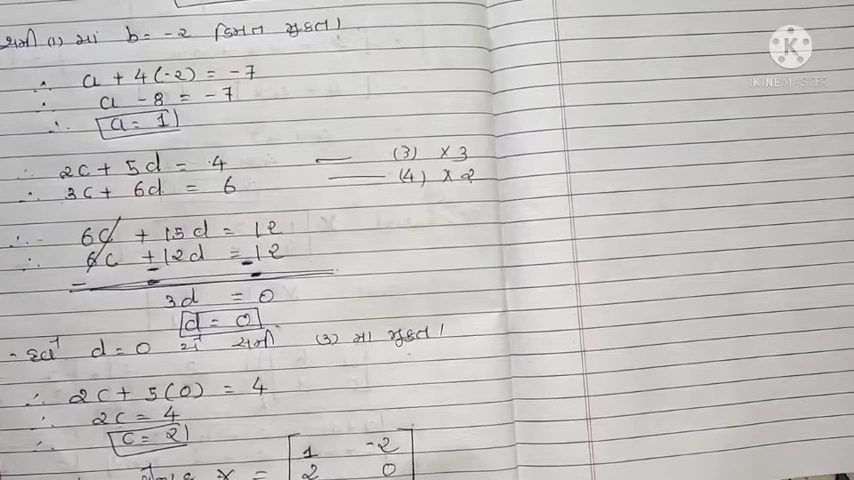 સમી (1) માં b = -2 કિંમત મુકતા।
∴ a + 4(-2) = -7
∴ a - 8 = -7
∴ a = 1
∴ 2c + 5d = 4 — (3) × 3
∴ 3c + 6d = 6 — (4) × 2
∴ 6c + 15d = 12
∴ 6c + 12d = 12
- - -
3d = 0
d = 0
d = 0 સમી (3) માં મુકતા।
∴ 2c + 5(0) = 4
∴ 2c = 4
∴ c = 2
x = [ 1 -2
2 0 ]
K
KINEMASTER